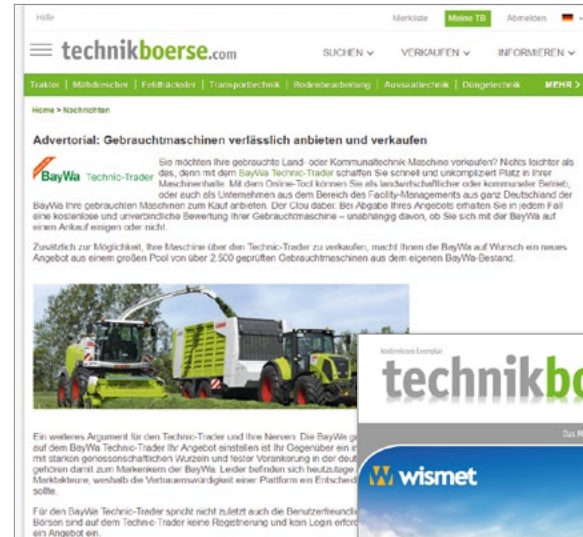 Hilfe
Merkliste Meine TB Abmelden
technikboerse.com SUCHEN VERKAUFEN INFORMIEREN
Traktor | Mähdrescher | Feldhäcksler | Transporttechnik | Bodenbearbeitung | Aussaattechnik | Düngetechnik MEHR >
Home > Nachrichten
Advertorial: Gebrauchtmaschinen verlässlich anbieten und verkaufen
BayWa Technic-Trader
Sie möchten Ihre gebrauchte Land- oder Kommunaltechnik-Maschine verkaufen? Nichts leichter als
das, denn mit dem BayWa Technic-Trader schaffen Sie schnell und unkompliziert Platz in Ihrer
Maschinenhalle. Mit dem Online-Tool können Sie als landwirtschaftlicher oder kommunaler Betrieb,
oder auch als Unternehmen aus dem Bereich des Facility-Managements aus ganz Deutschland der
BayWa Ihre gebrauchten Maschinen zum Kauf anbieten. Der Clou dabei: Bei Abgabe Ihres Angebots erhalten Sie in jedem Fall
eine kostenlose und unverbindliche Bewertung Ihrer Gebrauchtmaschine – unabhängig davon, ob Sie sich mit der BayWa auf
einen Ankauf einigen oder nicht.
Zusätzlich zur Möglichkeit, Ihre Maschine über den Technic-Trader zu verkaufen, macht Ihnen die BayWa auf Wunsch ein neues
Angebot aus einem großen Pool von über 2.500 geprüften Gebrauchtmaschinen aus dem eigenen BayWa-Bestand.
kostenloses Exemplar
technikbo
Das M
wismet
Ein weiteres Argument für den Technic-Trader und Ihre Nerven: Die BayWa
auf dem BayWa Technic-Trader Ihr Angebot einstellen ist Ihr Gegenüber ein
mit starken genossenschaftlichen Wurzeln und fester Verankerung in der
gehören damit zum Markenkern der BayWa. Leider befinden sich heutzutage
Marktakteure, weshalb die Vertrauenswürdigkeit einer Plattform ein
sollte.
Für den BayWa Technic-Trader spricht nicht zuletzt auch die
Börsen sind auf dem Technic-Trader keine Registrierung und kein Login
ein Angebot ein.